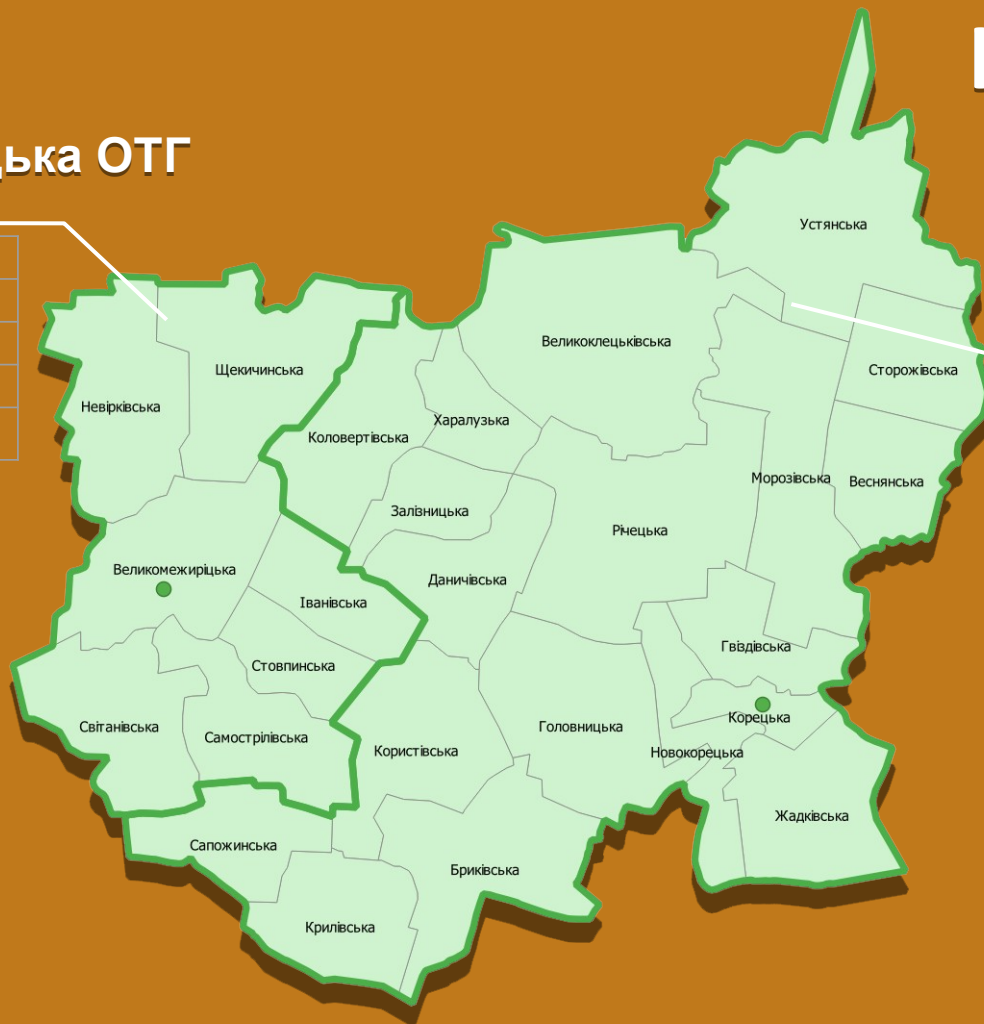 ька ОТГ
Устянська
Великоклецьківська
Щекичинська
Сторожівська
Невірківська
Харалузька
Коловертівська
Морозівська
Веснянська
Залізницька
Річецька
Великомежиріцька
Даничівська
Іванівська
Гвіздівська
Стовпинська
Корецька
Світанівська
Головницька
Самострілівська
Користівська
Новокорецька
Жадківська
Сапожинська
Бриківська
Крилівська